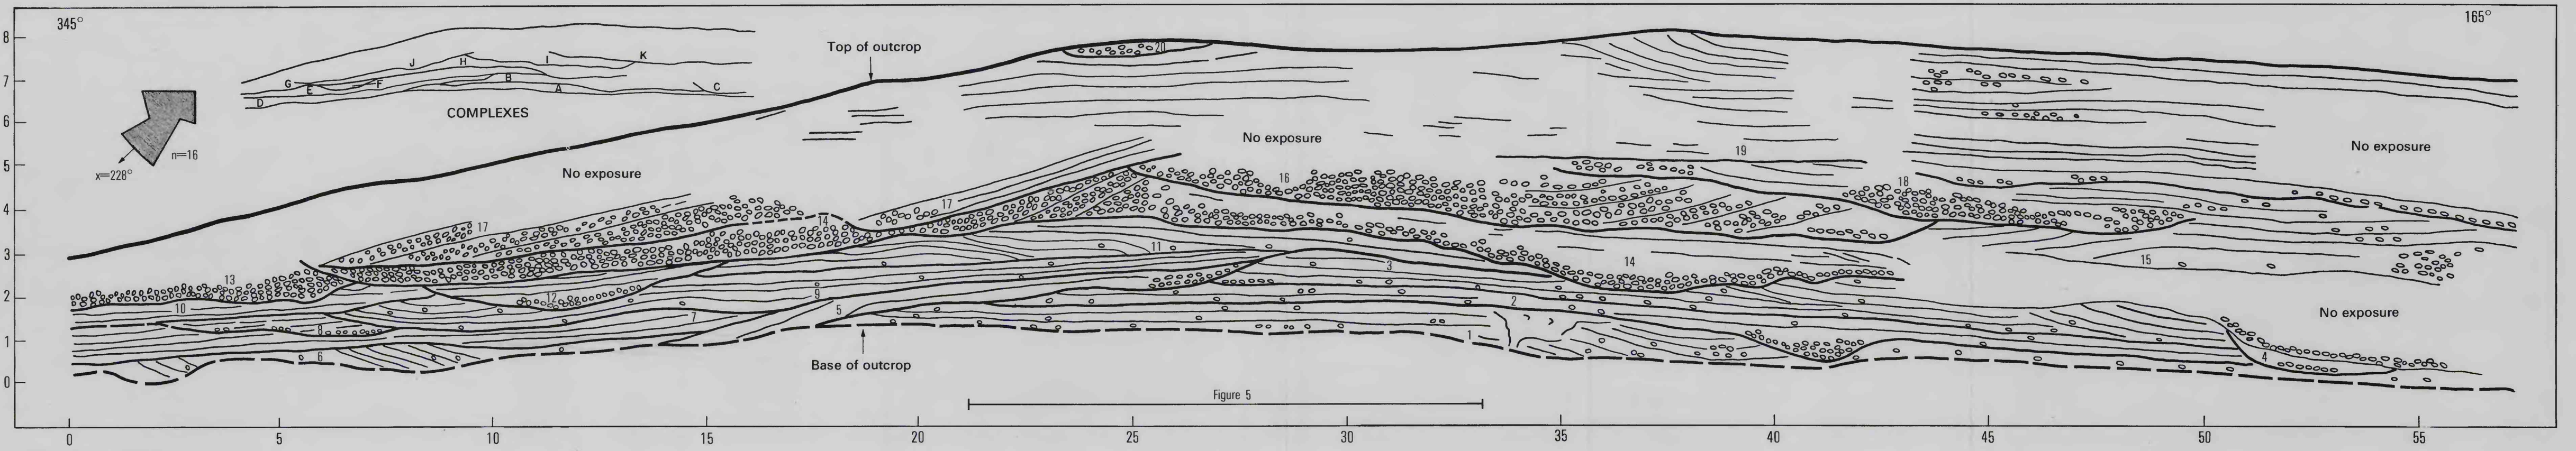 345°
165°
8
7
6
5
4
3
2
1
0
J
H
I
K
G
E
F
B
A
C
D
COMPLEXES
n=16
x=228°
Top of outcrop
20
No exposure
No exposure
No exposure
No exposure
19
18
16
17
17
14
13
12
11
10
9
8
7
6
5
3
2
1
14
15
4
Base of outcrop
Figure 5
0
5
10
15
20
25
30
35
40
45
50
55